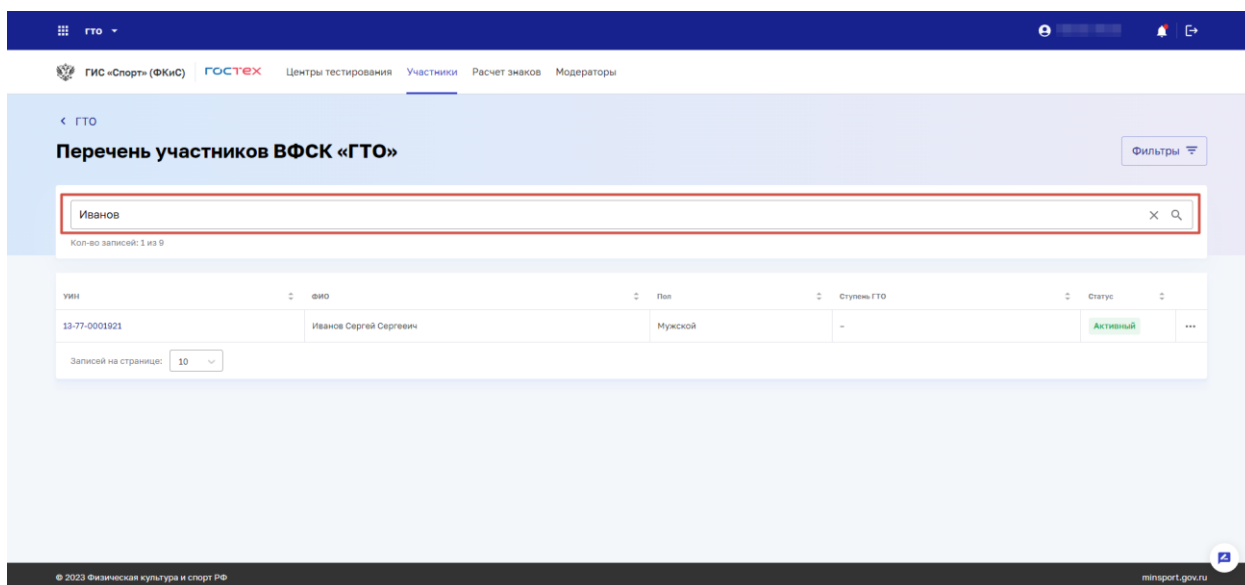 ГТО
ГИС «Спорт» (ФКиС) ГОСТЕХ Центры тестирования Участники Расчет знаков Модераторы
ГТО
Перечень участников ВФСК «ГТО»
Фильтры
Иванов
Кол-во записей: 1 из 9
УИН ФИО Пол Ступень ГТО Статус
13-77-0001921 Иванов Сергей Сергеевич Мужской - Активный ...
Записей на странице: 10
© 2023 Физическая культура и спорт РФ minsport.gov.ru